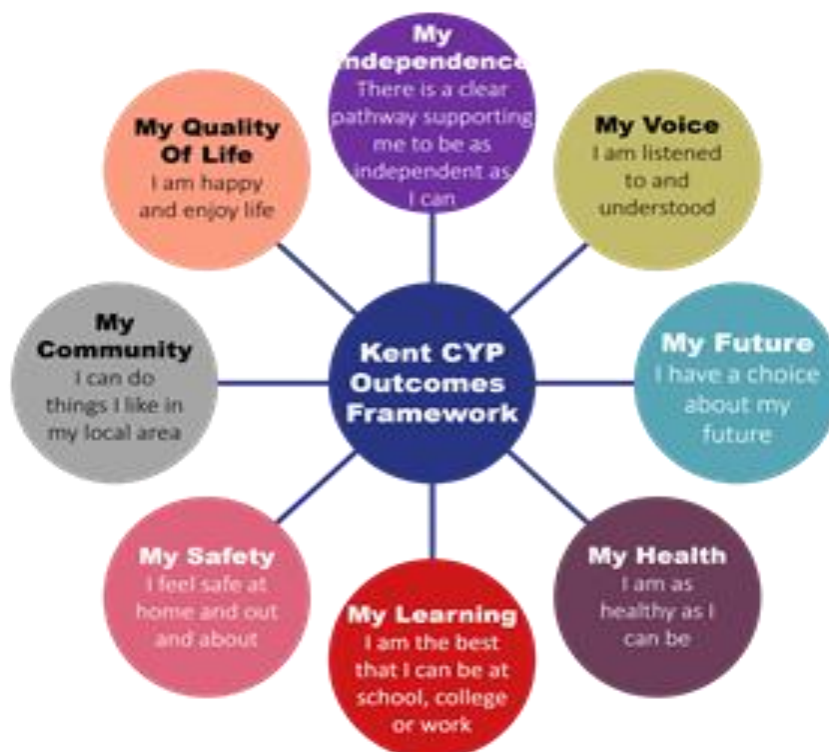 My
Independence
There is a clear
pathway supporting
me to be as
independent as
I can
My Voice
I am listened
to and
understood
My Future
I have a choice
about my
future
My Health
I am as
healthy as I
can be
My Learning
I am the best
that I can be at
school, college
or work
My Safety
I feel safe at
home and out
and about
My
Community
I can do
things I like in
my local area
My Quality
Of Life
I am happy
and enjoy life
Kent CYP
Outcomes
Framework